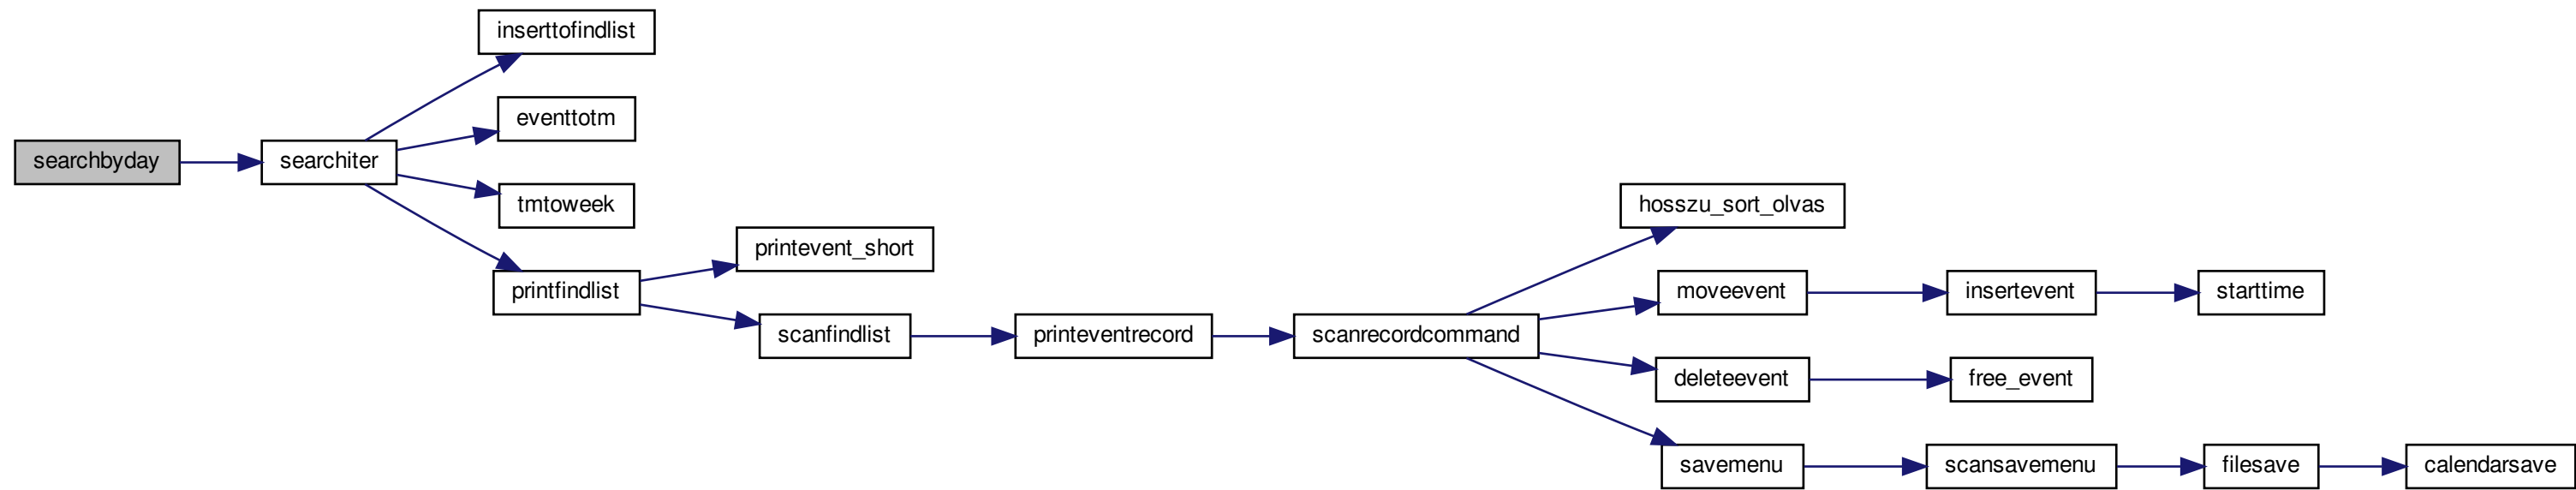 inserttofindlist
eventtotm
searchbyday
searchiter
tmtoweek
hosszu_sort_olvas
printevent_short
printfindlist
moveevent
insertevent
starttime
scanfindlist
printeventrecord
scanrecordcommand
deleteevent
free_event
savemenu
scansavemenu
filesave
calendarsave